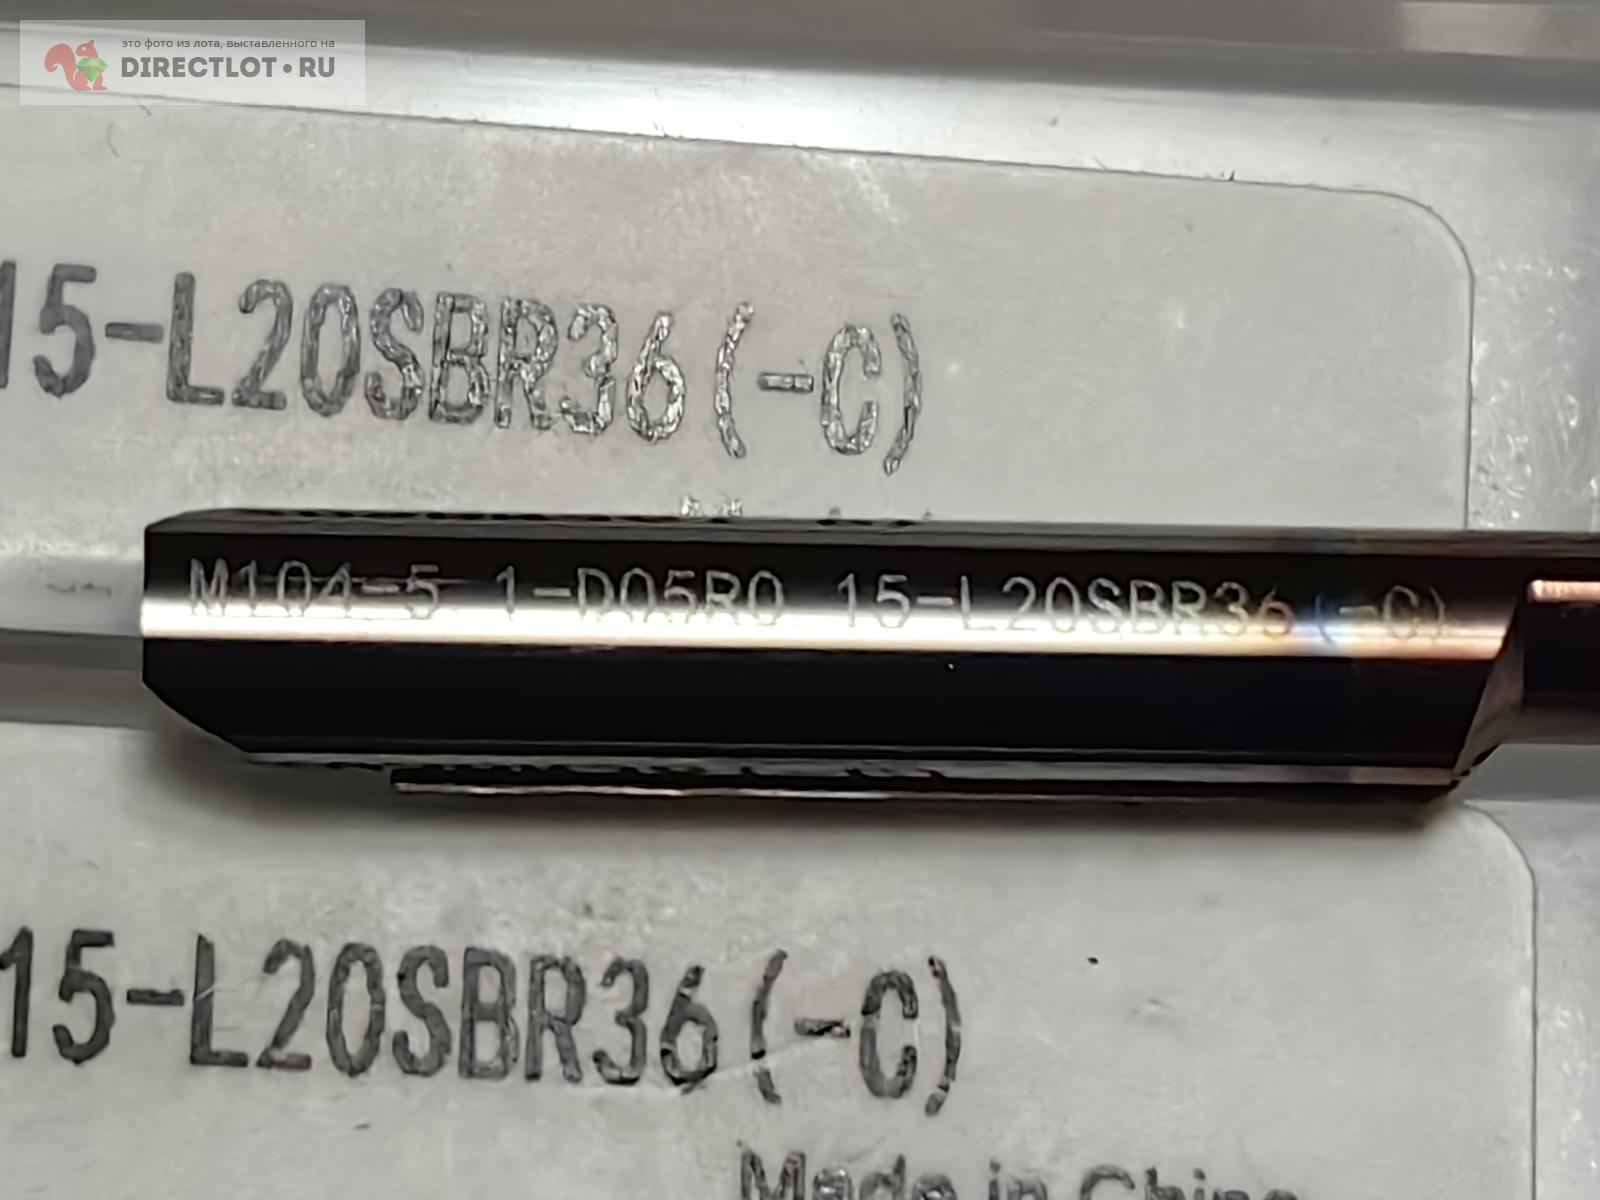 это фото из лота, выставленного на
DIRECTLOT•RU
15-L20SBR36(-C)
M104-5.1-D05R0.15-L20SBR36(-C)
15-L20SBR36(-C)
Made in China